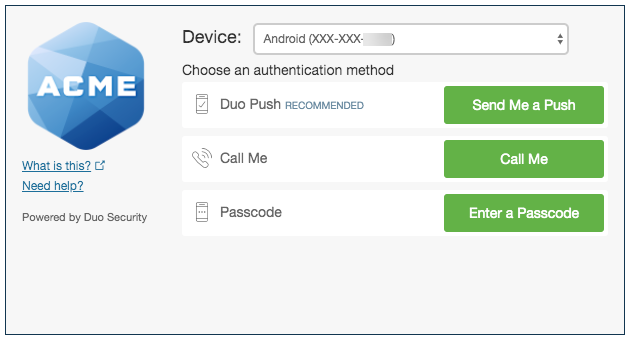 ACME
What is this?
Need help?
Powered by Duo Security
Device: Android (XXX-XXX- )
Choose an authentication method
Duo Push RECOMMENDED Send Me a Push
Call Me Call Me
Passcode Enter a Passcode